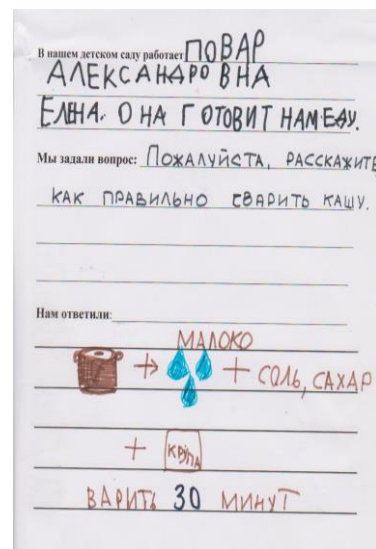 В нашем детском саду работает ПОВАР
АЛЕКСАНДРОВНА
ЕЛЕНА. ОНА ГОТОВИТ НАМ ЕДУ.
Мы задали вопрос: ПОЖАЛУЙСТА, РАССКАЖИТЕ
КАК ПРАВИЛЬНО СВАРИТЬ КАШУ.
Нам ответили:
МАЛОКО
+ + СОЛЬ, САХАР
+ КРУПА
ВАРИТЬ 30 МИНУТ